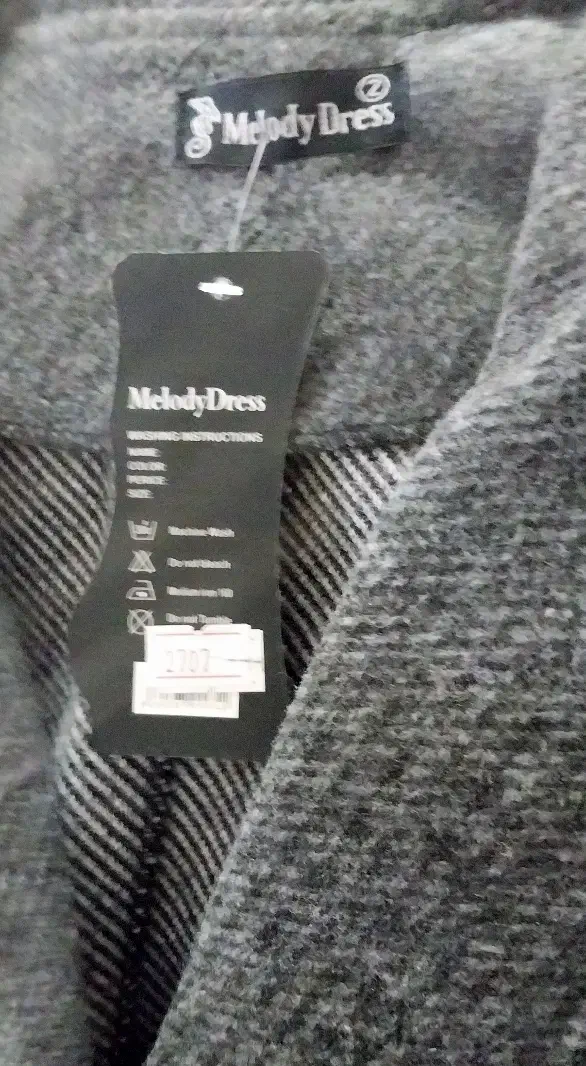 Melody Dress
MelodyDress
WASHING INSTRUCTIONS
NAME:
COLOR:
SIZE:
Machine Wash
Do not bleach
Do not Tumble
2707